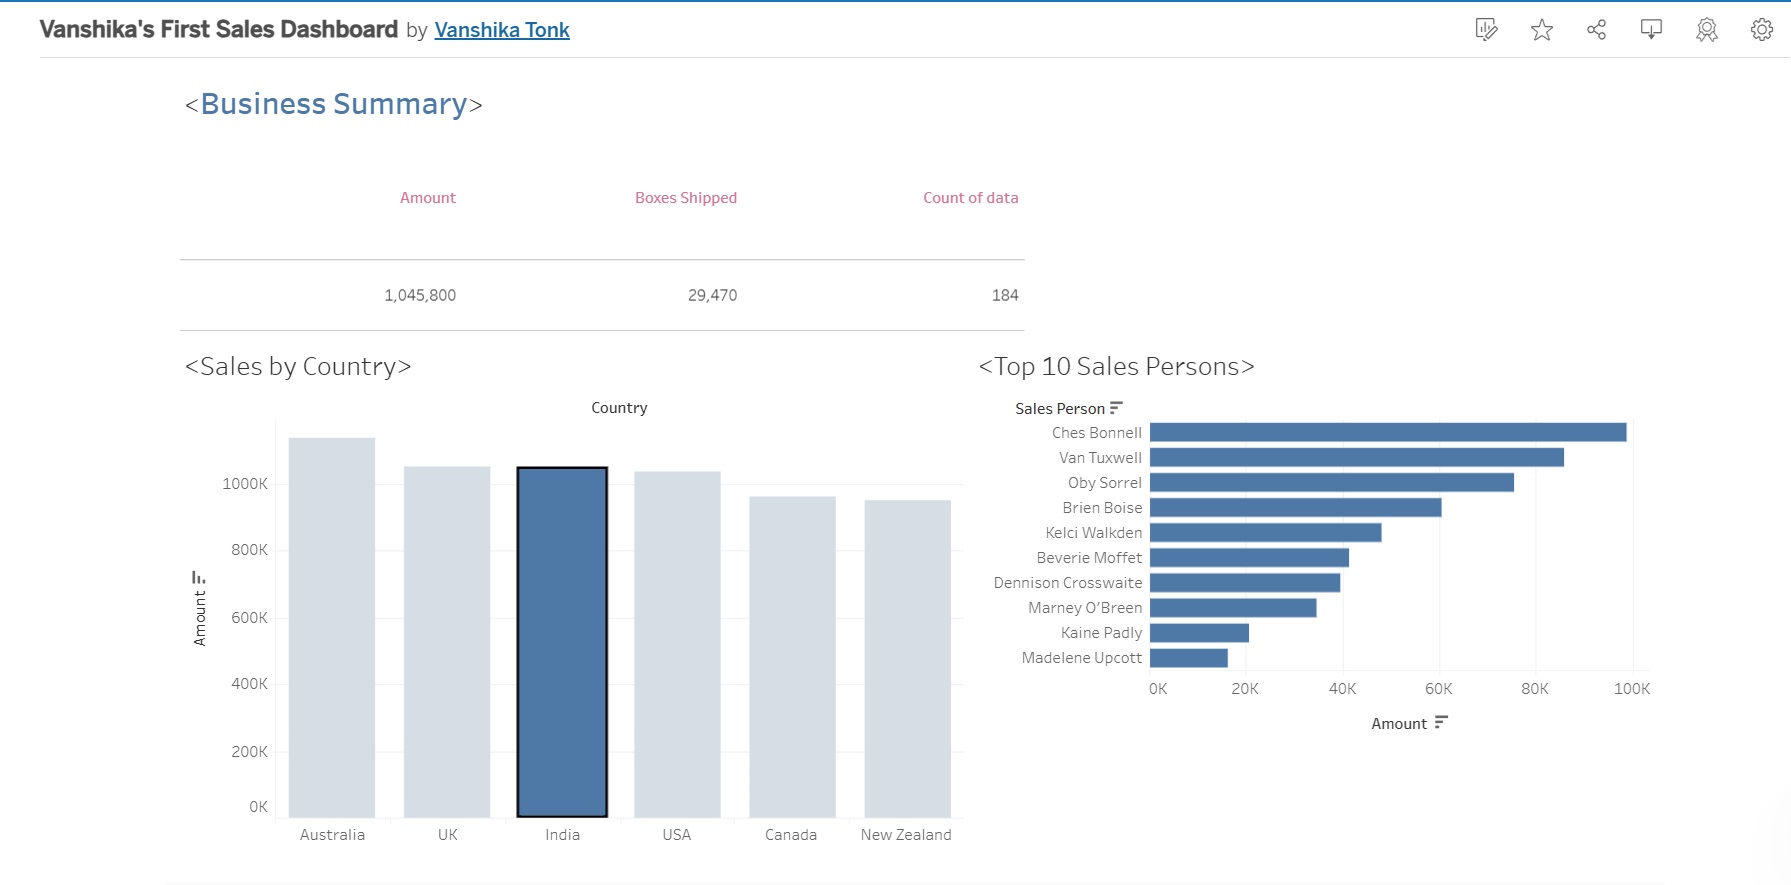 Vanshika's First Sales Dashboard by Vanshika Tonk
<Business Summary>
Amount Boxes Shipped Count of data
1,045,800 29,470 184
<Sales by Country>
Country
Amount
1000K
800K
600K
400K
200K
0K
Australia UK India USA Canada New Zealand
<Top 10 Sales Persons>
Sales Person
Ches Bonnell
Van Tuxwell
Oby Sorrel
Brien Boise
Kelci Walkden
Beverie Moffet
Dennison Crosswaite
Marney O’Breen
Kaine Padly
Madelene Upcott
0K 20K 40K 60K 80K 100K
Amount